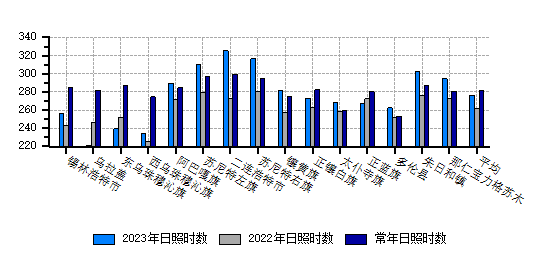 340
320
300
280
260
240
220
锡林浩特市
乌拉盖
东乌珠穆沁旗
西乌珠穆沁旗
阿巴嘎旗
苏尼特左旗
二连浩特市
苏尼特右旗
镶黄旗
正镶白旗
太仆寺旗
正蓝旗
多伦县
朱日和镇
那仁宝力格苏木
平均
2023年日照时数
2022年日照时数
常年日照时数